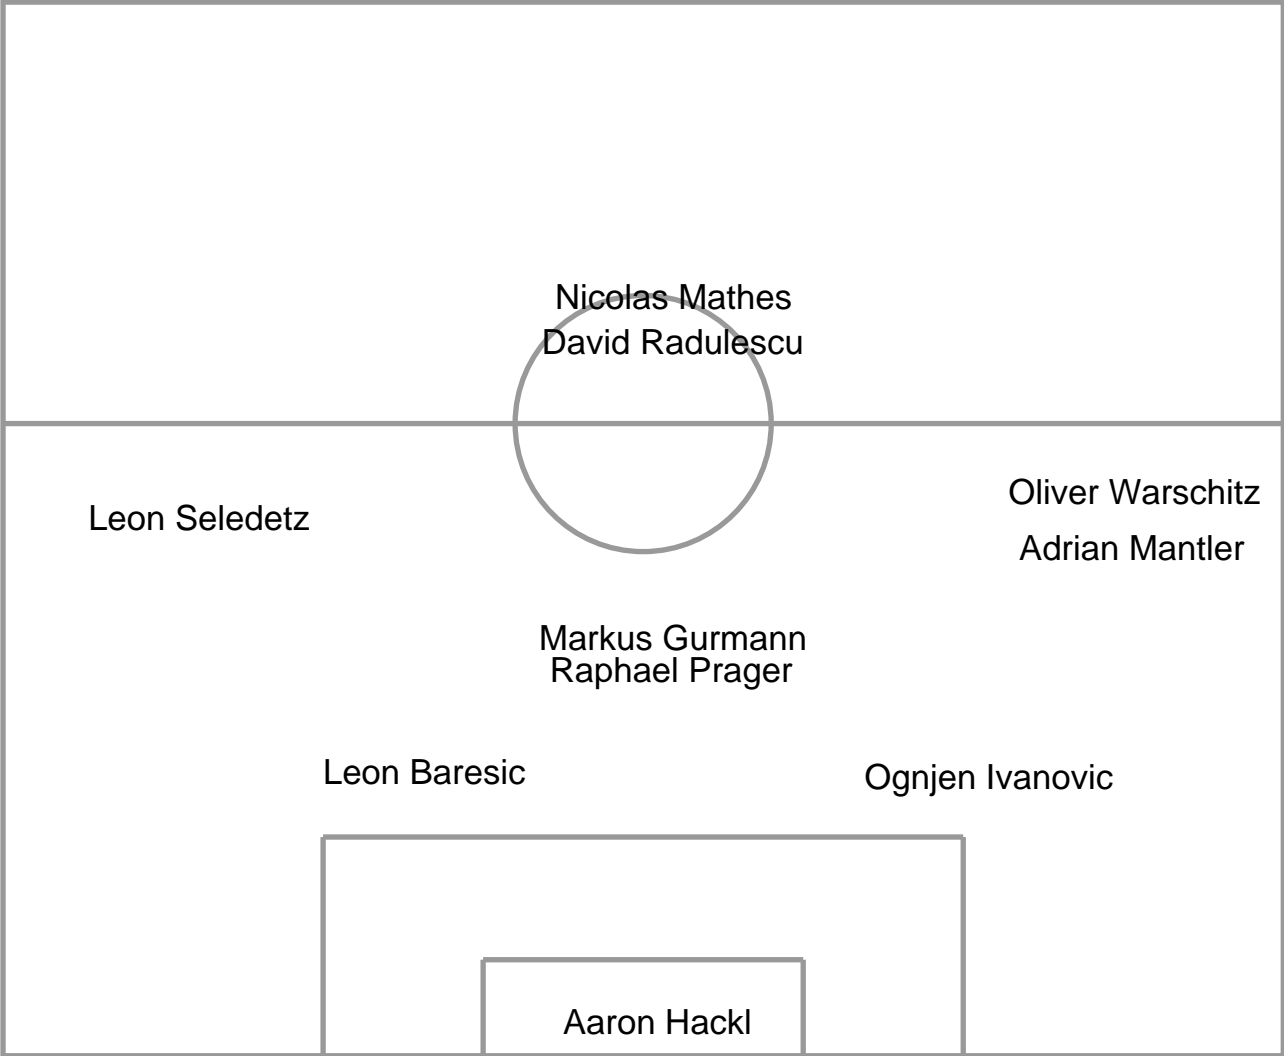 Nicolas Mathes
David Radulescu
Oliver Warschitz
Leon Seledetz
Adrian Mantler
Markus Gurmann
Raphael Prager
Leon Baresic
Ognjen Ivanovic
Aaron Hackl